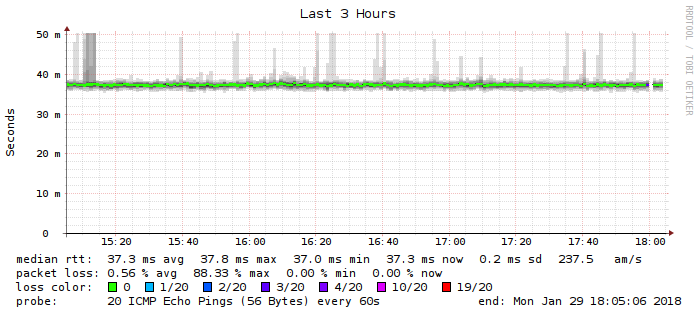 Last 3 Hours
RRDTOOL / TOBI OETIKER
Seconds
50 m
40 m
30 m
20 m
10 m
0
15:20 15:40 16:00 16:20 16:40 17:00 17:20 17:40 18:00
median rtt: 37.3 ms avg 37.8 ms max 37.0 ms min 37.3 ms now 0.2 ms sd 237.5 am/s
packet loss: 0.56 % avg 88.33 % max 0.00 % min 0.00 % now
loss color: 0 1/20 2/20 3/20 4/20 10/20 19/20
probe: 20 ICMP Echo Pings (56 Bytes) every 60s end: Mon Jan 29 18:05:06 2018